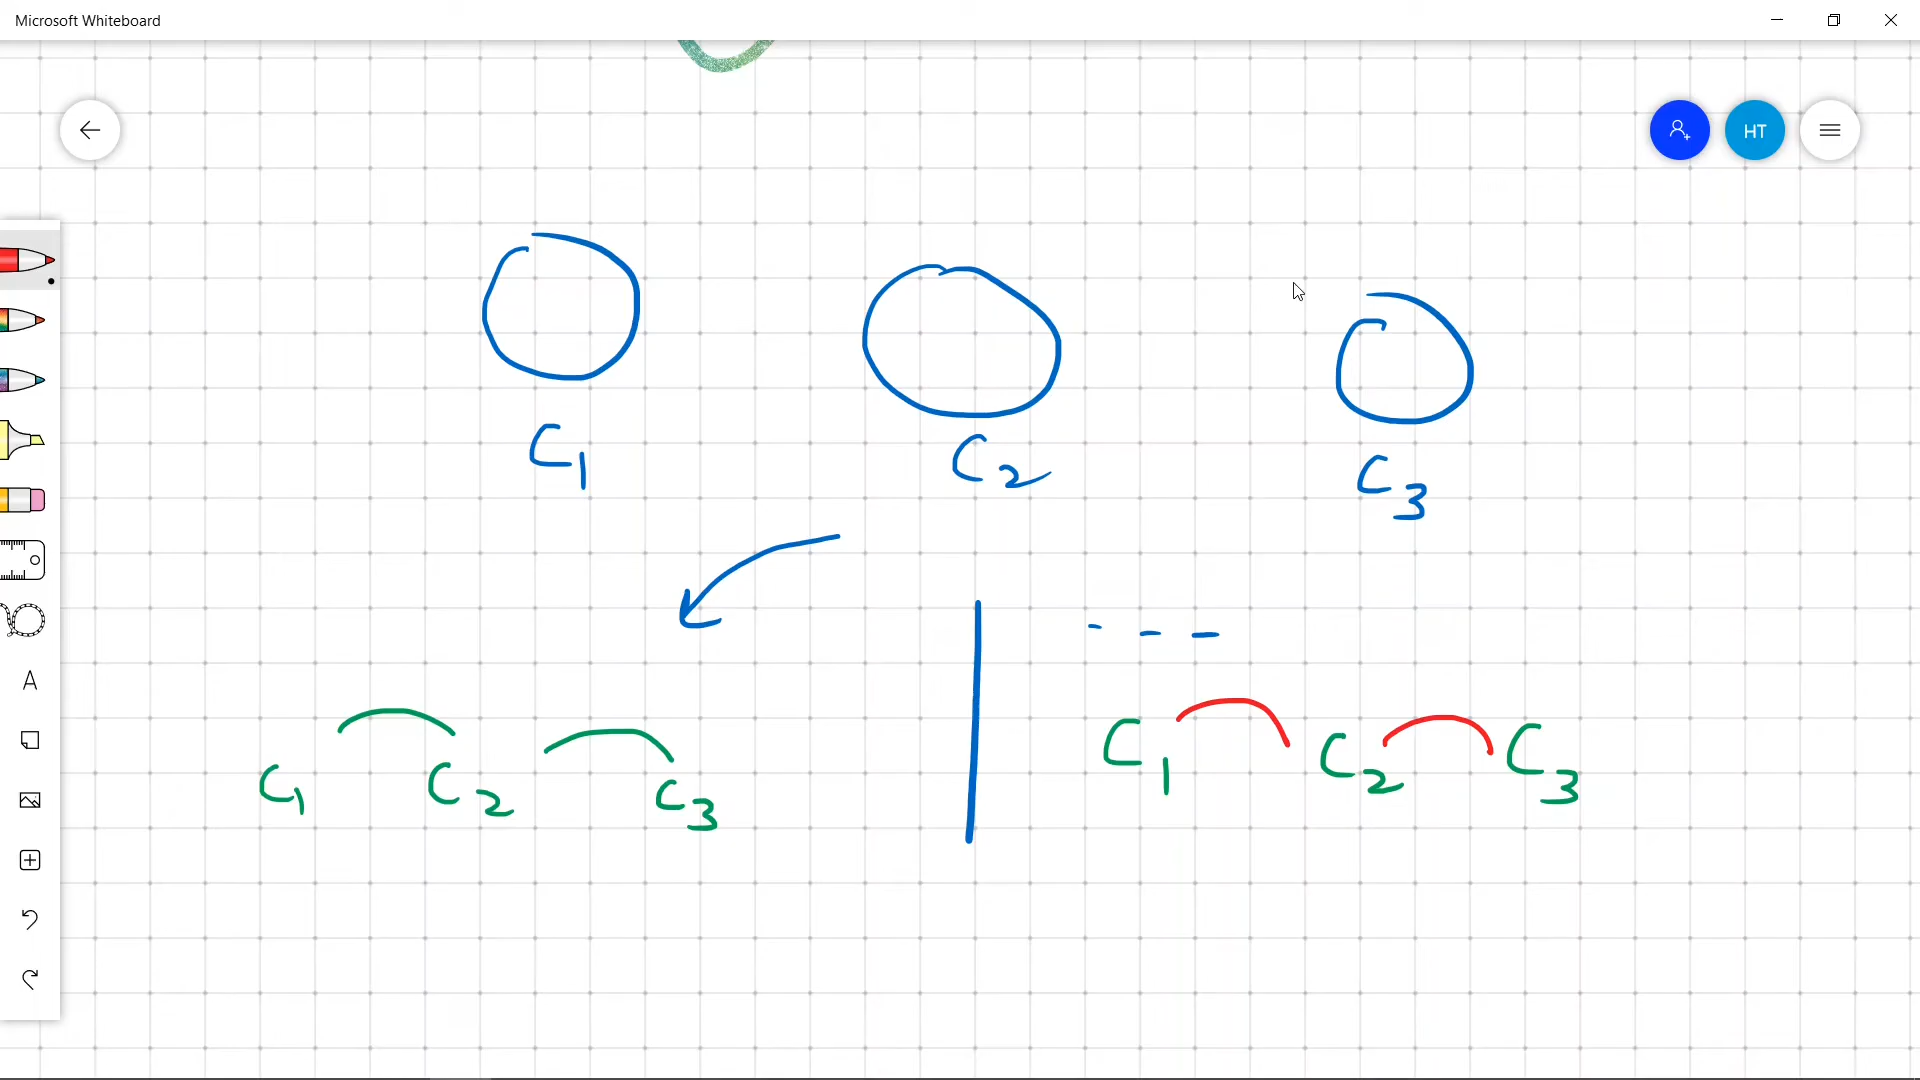 Microsoft Whiteboard
HT
C1 C2 C3
- - -
C1 C2 C3
C1 C2 C3